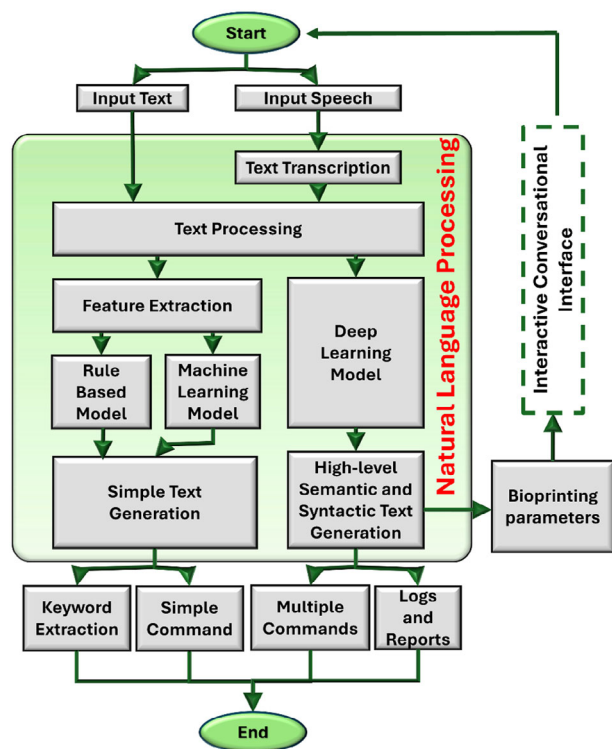 Start
Input Text
Input Speech
Text Transcription
Text Processing
Feature Extraction
Rule
Based
Model
Machine
Learning
Model
Deep
Learning
Model
Simple Text
Generation
High-level
Semantic and
Syntactic Text
Generation
Natural Language Processing
Interactive Conversational
Interface
Bioprinting
parameters
Keyword
Extraction
Simple
Command
Multiple
Commands
Logs
and
Reports
End